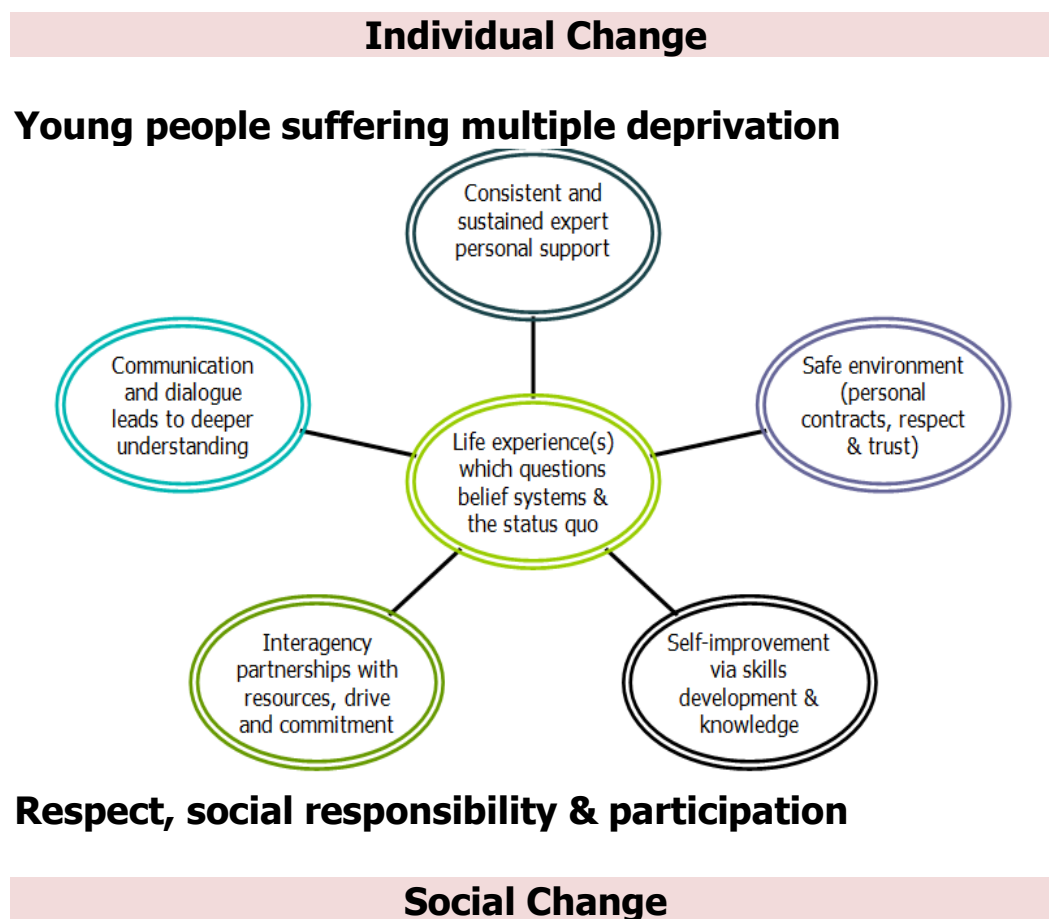 Individual Change
Young people suffering multiple deprivation
Consistent and
sustained expert
personal support
Communication
and dialogue
leads to deeper
understanding
Safe environment
(personal
contracts, respect
& trust)
Life experience(s)
which questions
belief systems &
the status quo
Interagency
partnerships with
resources, drive
and commitment
Self-improvement
via skills
development &
knowledge
Respect, social responsibility & participation
Social Change